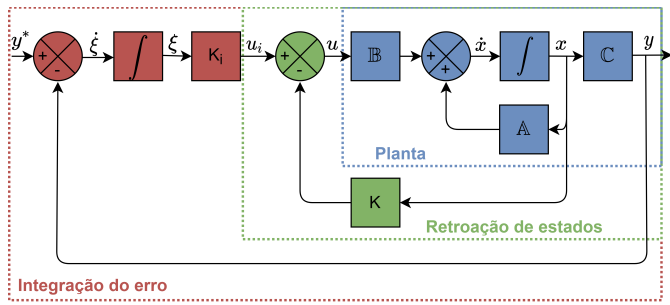 y* + - ξ̇ ∫ ξ Kᵢ uᵢ + - u 𝔹 + + ẋ ∫ x ℂ y
𝔸
Planta
K
Retroação de estados
Integração do erro